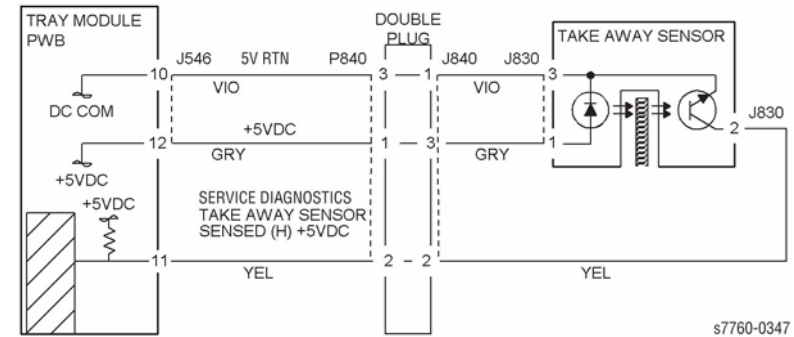 TRAY MODULE
PWB
DOUBLE
PLUG
TAKE AWAY SENSOR
J546 5V RTN P840 J840 J830
10 3 1 3
VIO VIO
DC COM
J830
2
+5VDC
12 1 3 1
GRY GRY
+5VDC
+5VDC
SERVICE DIAGNOSTICS
TAKE AWAY SENSOR
SENSED (H) +5VDC
11 2 2
YEL YEL
s7760-0347